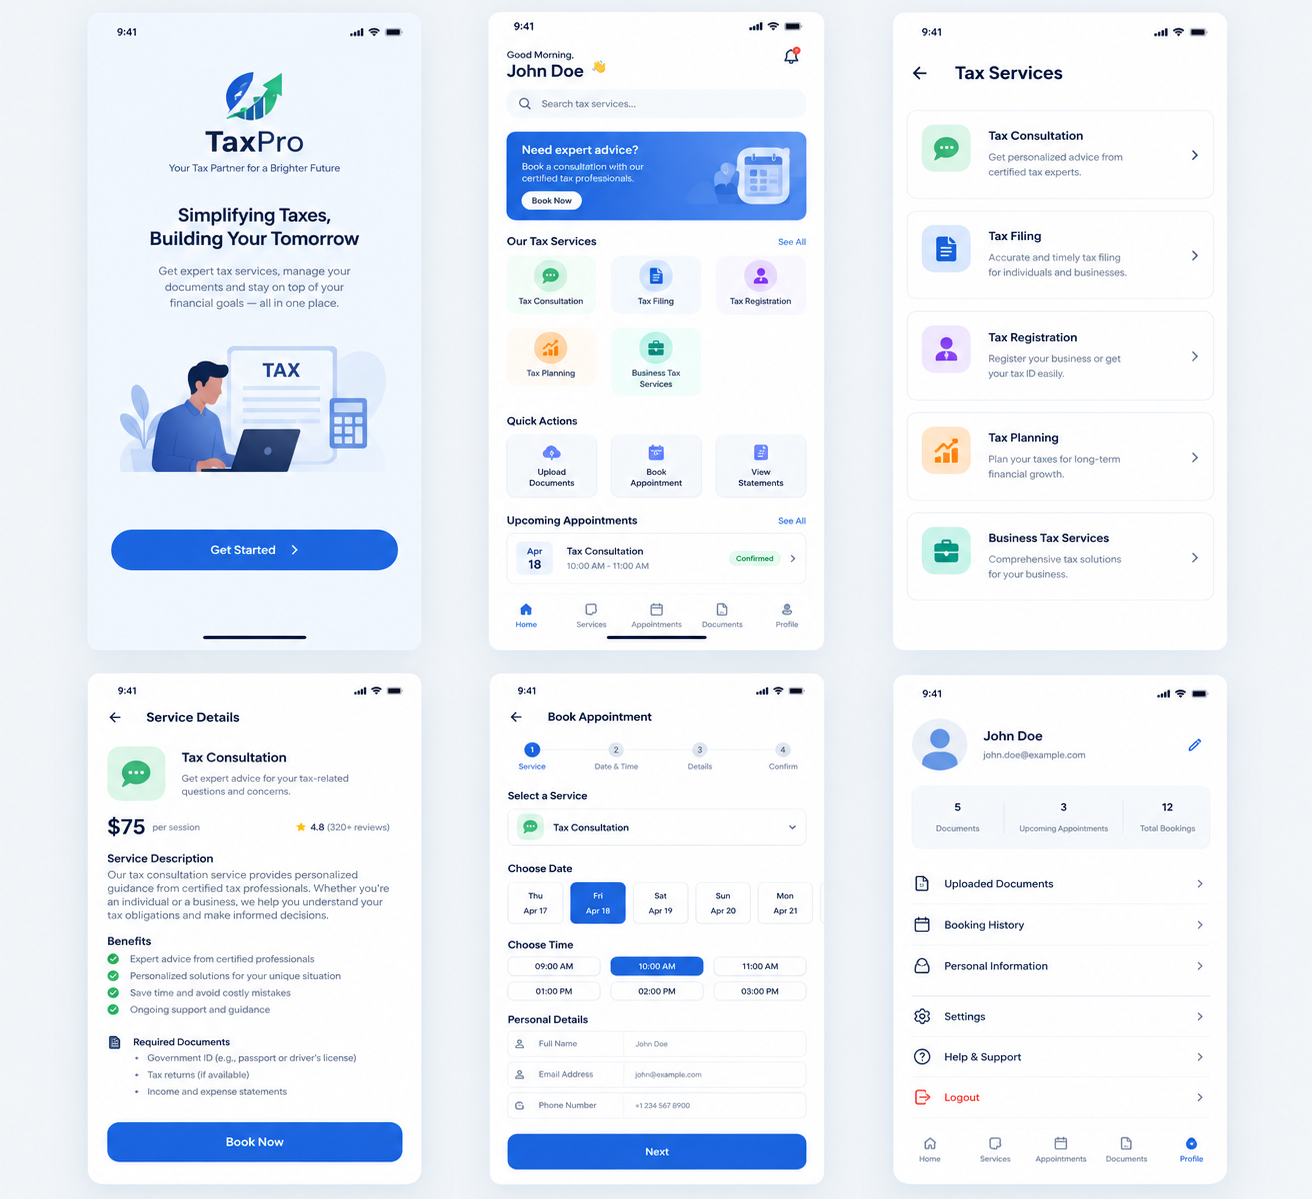 9:41
TaxPro
Your Tax Partner for a Brighter Future
Simplifying Taxes,
Building Your Tomorrow
Get expert tax services, manage your
documents and stay on top of your
financial goals — all in one place.
TAX
Get Started
9:41
Good Morning,
John Doe
Search tax services...
Need expert advice?
Book a consultation with our
certified tax professionals.
Book Now
Our Tax Services
See All
Tax Consultation
Tax Filing
Tax Registration
Tax Planning
Business Tax
Services
Quick Actions
Upload
Documents
Book
Appointment
View
Statements
Upcoming Appointments
See All
Apr
18
Tax Consultation
10:00 AM - 11:00 AM
Confirmed
Home
Services
Appointments
Documents
Profile
9:41
Tax Services
Tax Consultation
Get personalized advice from
certified tax experts.
Tax Filing
Accurate and timely tax filing
for individuals and businesses.
Tax Registration
Register your business or get
your tax ID easily.
Tax Planning
Plan your taxes for long-term
financial growth.
Business Tax Services
Comprehensive tax solutions
for your business.
9:41
Service Details
Tax Consultation
Get expert advice for your tax-related
questions and concerns.
$75 per session
4.8 (320+ reviews)
Service Description
Our tax consultation service provides personalized
guidance from certified tax professionals. Whether you're
an individual or a business, we help you understand your
tax obligations and make informed decisions.
Benefits
Expert advice from certified professionals
Personalized solutions for your unique situation
Save time and avoid costly mistakes
Ongoing support and guidance
Required Documents
• Government ID (e.g., passport or driver's license)
• Tax returns (if available)
• Income and expense statements
Book Now
9:41
Book Appointment
1
2
3
4
Service
Date & Time
Details
Confirm
Select a Service
Tax Consultation
Choose Date
Thu
Apr 17
Fri
Apr 18
Sat
Apr 19
Sun
Apr 20
Mon
Apr 21
Choose Time
09:00 AM
10:00 AM
11:00 AM
01:00 PM
02:00 PM
03:00 PM
Personal Details
Full Name
John Doe
Email Address
john@example.com
Phone Number
+1 234 567 8900
Next
9:41
John Doe
john.doe@example.com
5
Documents
3
Upcoming Appointments
12
Total Bookings
Uploaded Documents
Booking History
Personal Information
Settings
Help & Support
Logout
Home
Services
Appointments
Documents
Profile